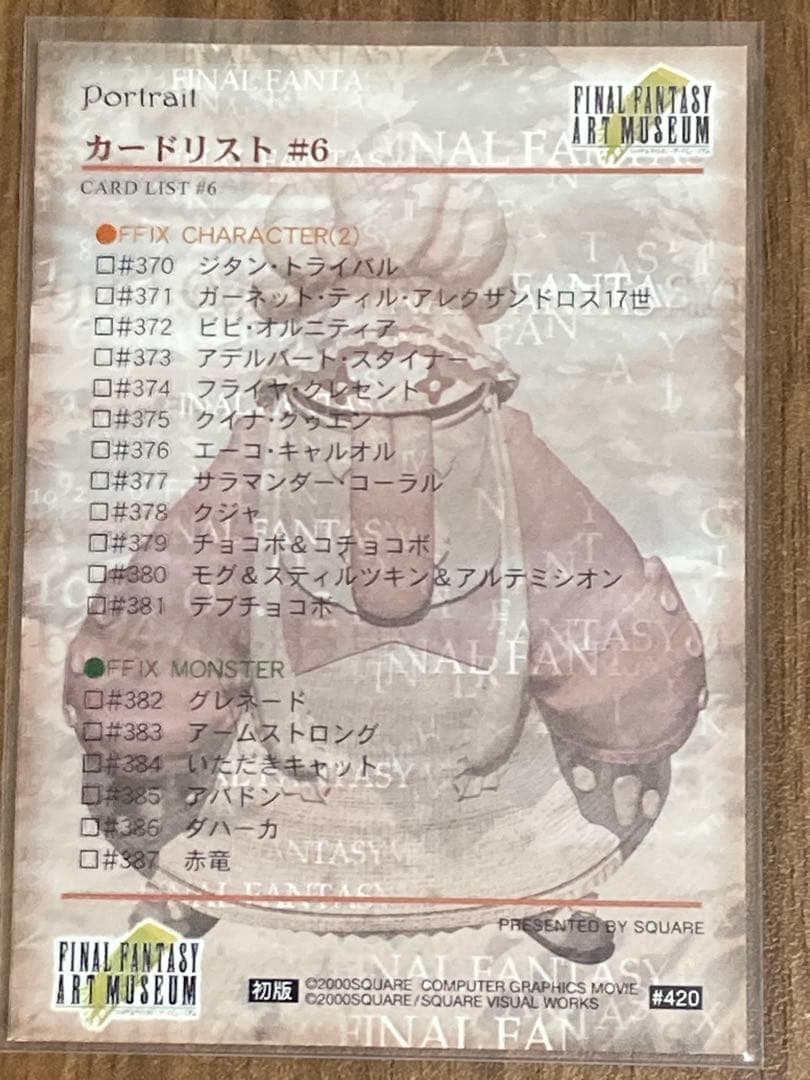 Portrait
FINAL FANTASY
ART MUSEUM
カードリスト #6
CARD LIST #6
●FFIX CHARACTER(2)
□#370 ジタン・トライバル
□#371 ガーネット・ティル・アレクザンドロス17世
□#372 ビビ・オルニティア
□#373 アデルバート・スタイナー
□#374 フライヤ・クレセント
□#375 クイナ・クゥエン
□#376 エーコ・キャルオル
□#377 サラマンダー・コーラル
□#378 クジャ
□#379 チョコボ&コチョコボ
□#380 モグ&スティルツキン&アルテミシオン
□#381 デブチョコボ
●FFIX MONSTER
□#382 グレネード
□#383 アームストロング
□#384 いただきキャット
□#385 アバドン
□#386 ダハーカ
□#387 赤竜
PRESENTED BY SQUARE
FINAL FANTASY
ART MUSEUM
初版
©2000SQUARE COMPUTER GRAPHICS MOVIE
©2000SQUARE/SQUARE VISUAL WORKS
#420